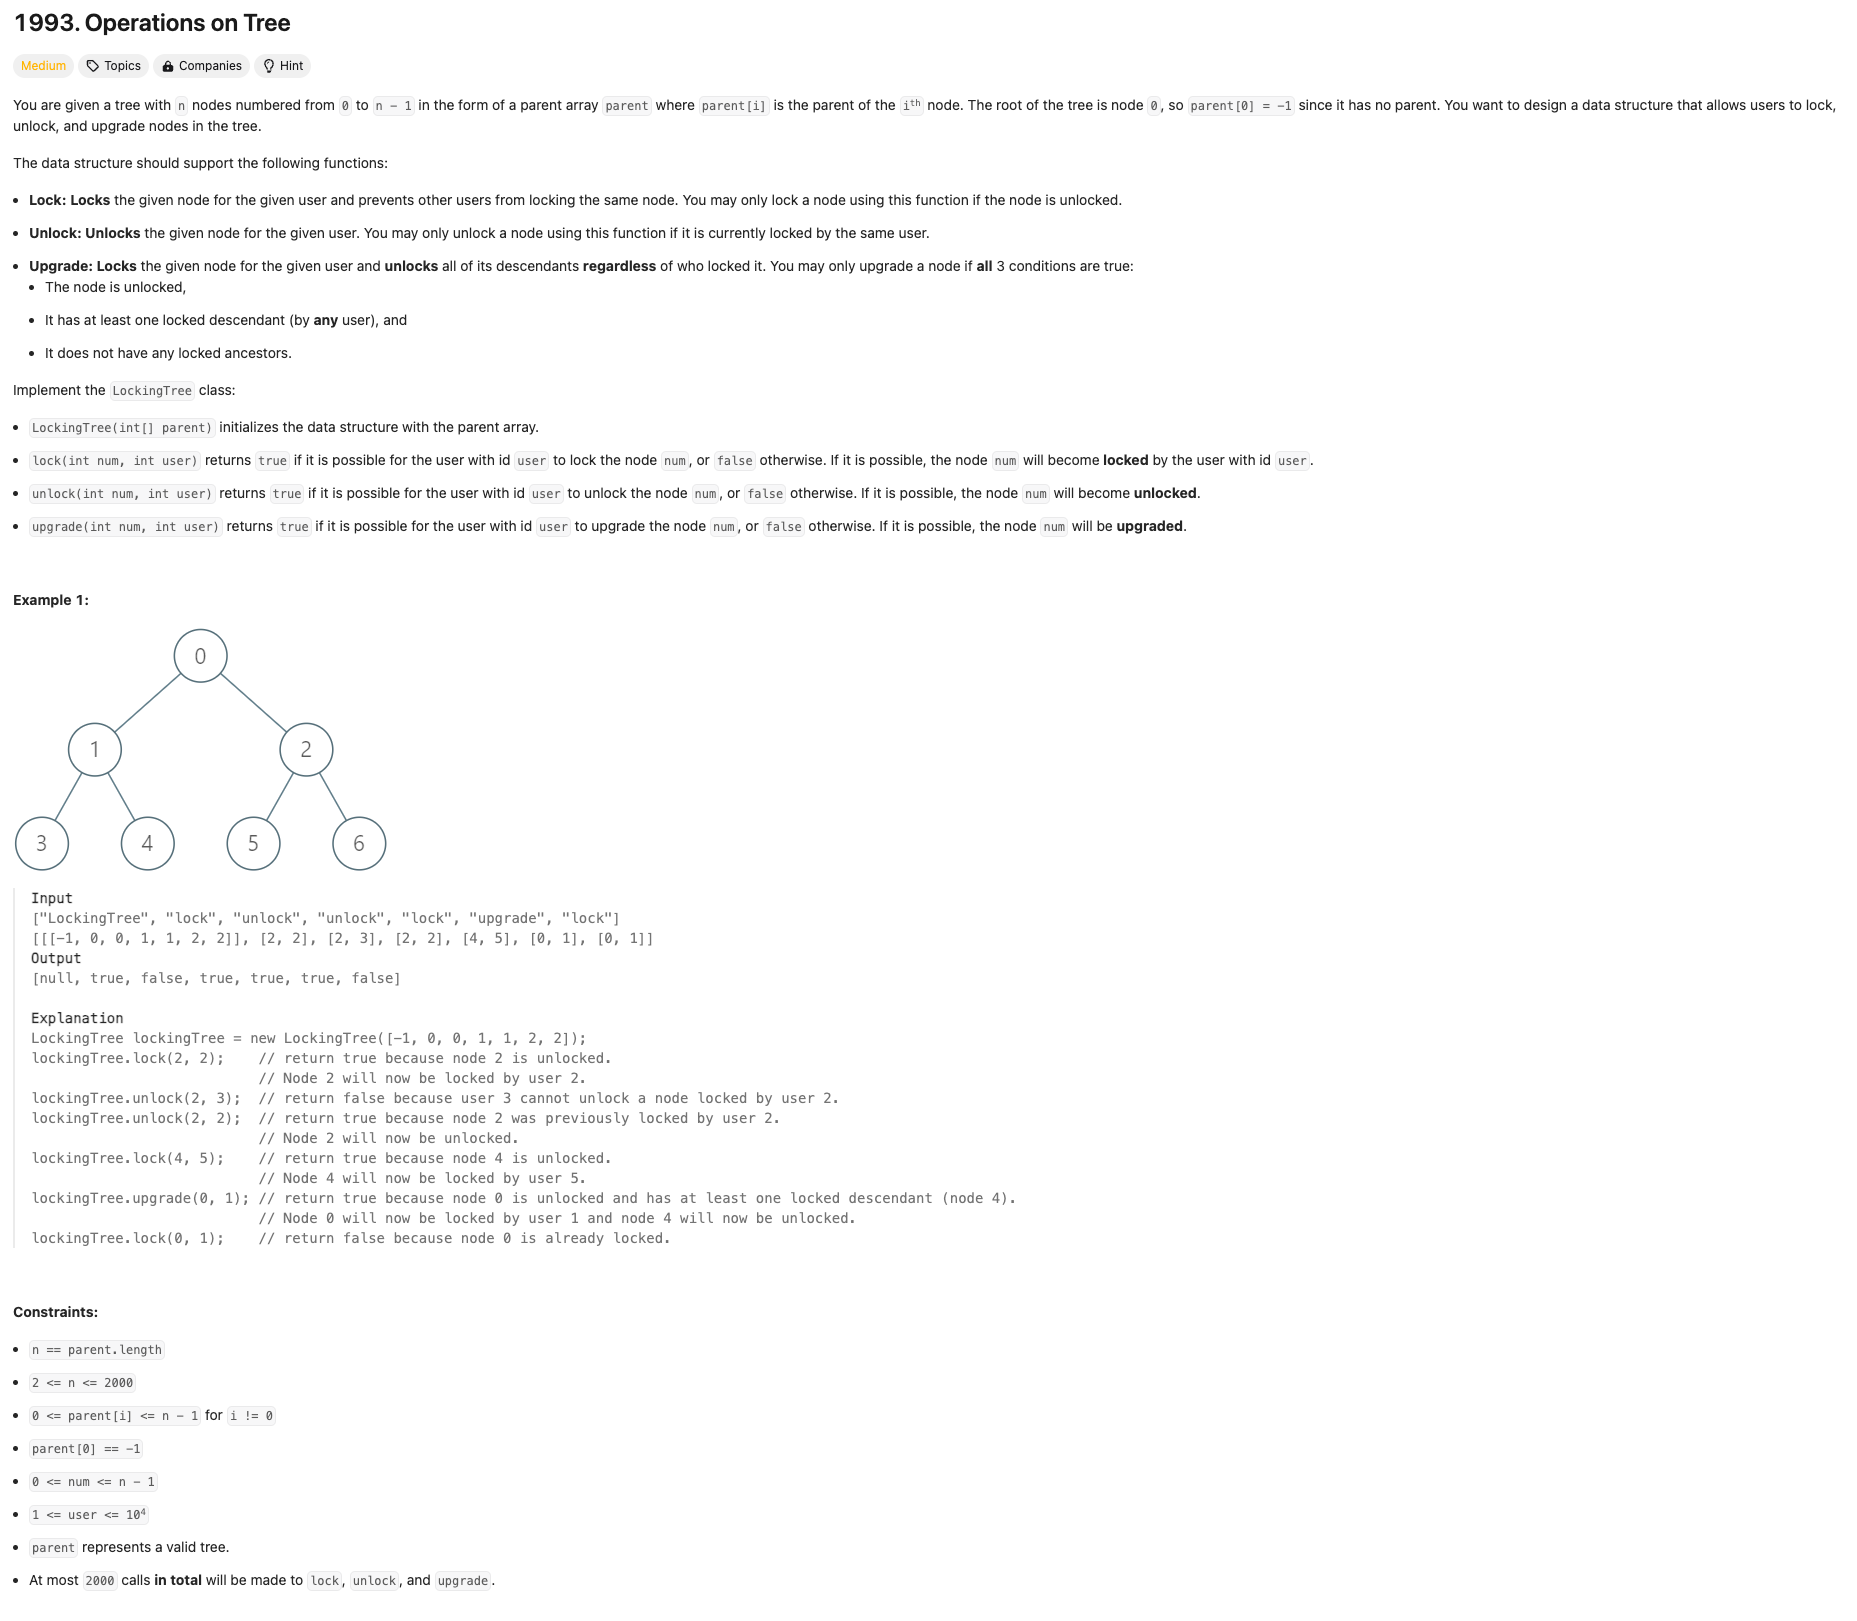 1993. Operations on Tree
Medium Topics Companies Hint
You are given a tree with n nodes numbered from 0 to n - 1 in the form of a parent array parent where parent[i] is the parent of the ith node. The root of the tree is node 0, so parent[0] = -1 since it has no parent. You want to design a data structure that allows users to lock,
unlock, and upgrade nodes in the tree.
The data structure should support the following functions:
• Lock: Locks the given node for the given user and prevents other users from locking the same node. You may only lock a node using this function if the node is unlocked.
• Unlock: Unlocks the given node for the given user. You may only unlock a node using this function if it is currently locked by the same user.
• Upgrade: Locks the given node for the given user and unlocks all of its descendants regardless of who locked it. You may only upgrade a node if all 3 conditions are true:
• The node is unlocked,
• It has at least one locked descendant (by any user), and
• It does not have any locked ancestors.
Implement the LockingTree class:
• LockingTree(int[] parent) initializes the data structure with the parent array.
• lock(int num, int user) returns true if it is possible for the user with id user to lock the node num, or false otherwise. If it is possible, the node num will become locked by the user with id user.
• unlock(int num, int user) returns true if it is possible for the user with id user to unlock the node num, or false otherwise. If it is possible, the node num will become unlocked.
• upgrade(int num, int user) returns true if it is possible for the user with id user to upgrade the node num, or false otherwise. If it is possible, the node num will be upgraded.
Example 1:
0
1 2
3 4 5 6
Input
["LockingTree", "lock", "unlock", "unlock", "lock", "upgrade", "lock"]
[[[-1, 0, 0, 1, 1, 2, 2]], [2, 2], [2, 3], [2, 2], [4, 5], [0, 1], [0, 1]]
Output
[null, true, false, true, true, true, false]
Explanation
LockingTree lockingTree = new LockingTree([-1, 0, 0, 1, 1, 2, 2]);
lockingTree.lock(2, 2);    // return true because node 2 is unlocked.
                           // Node 2 will now be locked by user 2.
lockingTree.unlock(2, 3);  // return false because user 3 cannot unlock a node locked by user 2.
lockingTree.unlock(2, 2);  // return true because node 2 was previously locked by user 2.
                           // Node 2 will now be unlocked.
lockingTree.lock(4, 5);    // return true because node 4 is unlocked.
                           // Node 4 will now be locked by user 5.
lockingTree.upgrade(0, 1); // return true because node 0 is unlocked and has at least one locked descendant (node 4).
                           // Node 0 will now be locked by user 1 and node 4 will now be unlocked.
lockingTree.lock(0, 1);    // return false because node 0 is already locked.
Constraints:
• n == parent.length
• 2 <= n <= 2000
• 0 <= parent[i] <= n - 1 for i != 0
• parent[0] == -1
• 0 <= num <= n - 1
• 1 <= user <= 10⁴
• parent represents a valid tree.
• At most 2000 calls in total will be made to lock, unlock, and upgrade.